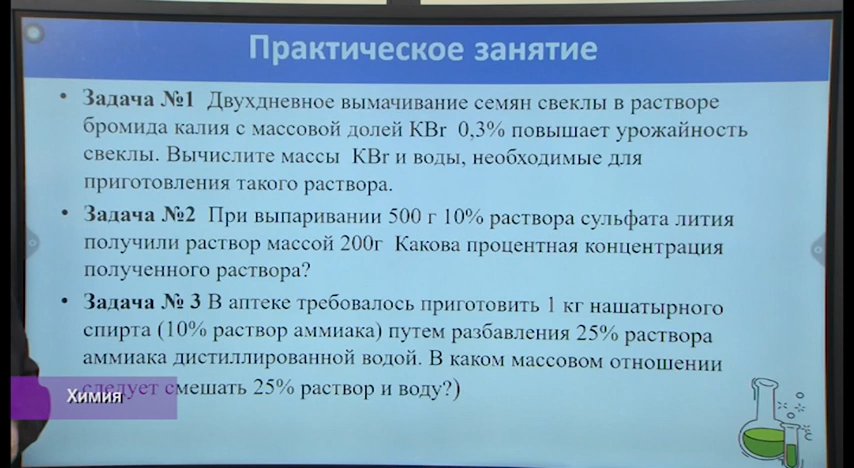 Практическое занятие
• Задача №1 Двухдневное вымачивание семян свеклы в растворе
бромида калия с массовой долей KBr 0,3% повышает урожайность
свеклы. Вычислите массы KBr и воды, необходимые для
приготовления такого раствора.
• Задача №2 При выпаривании 500 г 10% раствора сульфата лития
получили раствор массой 200г Какова процентная концентрация
полученного раствора?
• Задача № 3 В аптеке требовалось приготовить 1 кг нашатырного
спирта (10% раствор аммиака) путем разбавления 25% раствора
аммиака дистиллированной водой. В каком массовом отношении
следует смешать 25% раствор и воду?)
Химия